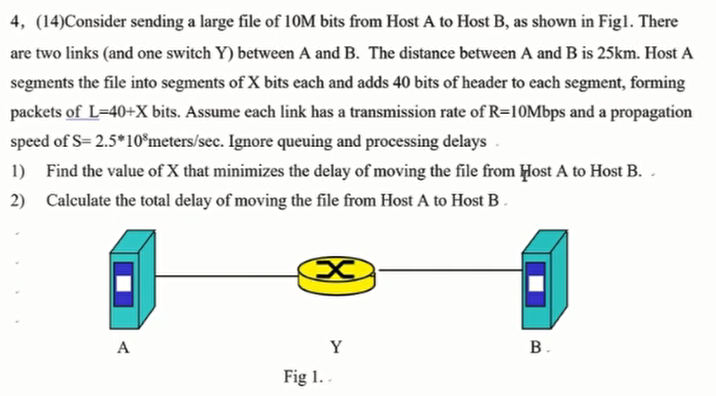 4, (14)Consider sending a large file of 10M bits from Host A to Host B, as shown in Fig1. There
are two links (and one switch Y) between A and B. The distance between A and B is 25km. Host A
segments the file into segments of X bits each and adds 40 bits of header to each segment, forming
packets of L=40+X bits. Assume each link has a transmission rate of R=10Mbps and a propagation
speed of S= 2.5*10⁸meters/sec. Ignore queuing and processing delays
1) Find the value of X that minimizes the delay of moving the file from Host A to Host B.
2) Calculate the total delay of moving the file from Host A to Host B
A Y B
Fig 1.